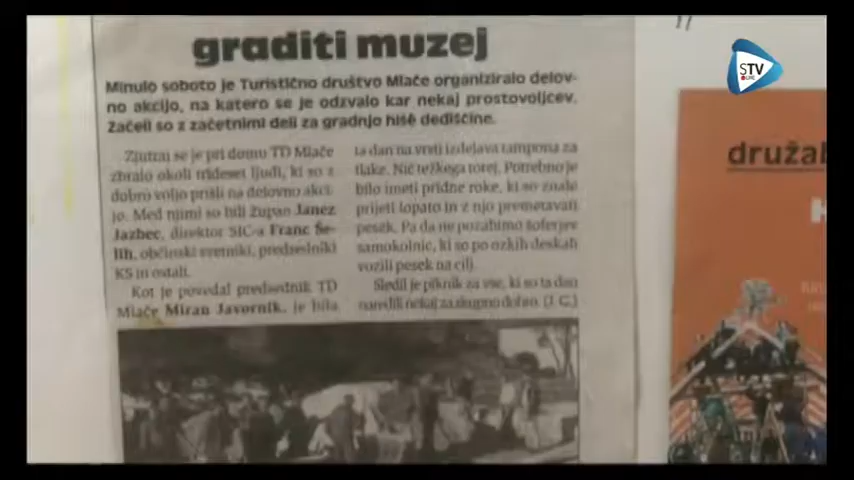 graditi muzej
Minulo soboto je Turistično društvo Mlače organiziralo delov-
no akcijo, na katero se je odzvalo kar nekaj prostovoljcev.
Začeli so z začetnimi deli za gradnjo hiše dediščine.
Zjutraj se je pri domu TD Mlače
zbralo okoli trideset ljudi, ki so z
dobro voljo prišli na delovno akci-
jo. Med njimi so bili župan Janez
Jazbec, direktor SIC-a Franc Še-
lih, občinski svetniki, predsedniki
KS in ostali.
Kot je povedal predsednik TD
Mlače Miran Javornik, je bila
ta dan na vrsti izdelava tampona za
tlake. Nič težkega torej. Potrebno je
bilo imeti pridne roke, ki so znale
prijeti lopato in z njo premetavati
pesek. Pa da ne pozabimo šoferjev
samokolnic, ki so po ozkih deskah
vozili pesek na cilj.
Sledil je piknik za vse, ki so ta dan
naredili nekaj za skupno dobro. (J. G.)
STV
LIVE
družab